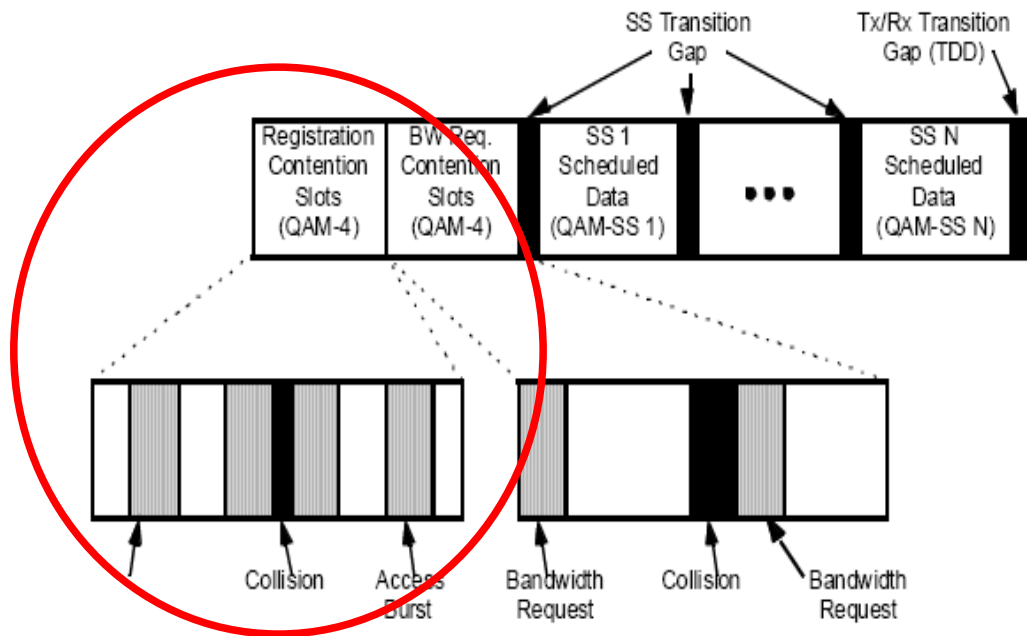 SS Transition
Gap
Tx/Rx Transition
Gap (TDD)
Registration
Contention
Slots
(QAM-4)
BW Req.
Contention
Slots
(QAM-4)
SS 1
Scheduled
Data
(QAM-SS 1)
•••
SS N
Scheduled
Data
(QAM-SS N)
Collision
Access
Burst
Bandwidth
Request
Collision
Bandwidth
Request